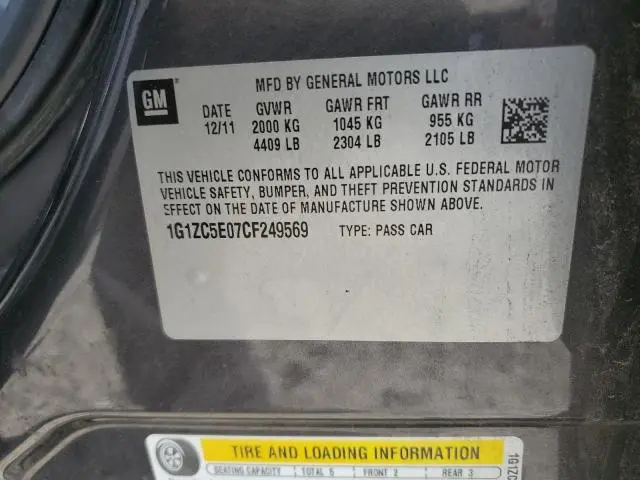 GM
MFD BY GENERAL MOTORS LLC
DATE GVWR GAWR FRT GAWR RR
12/11 2000 KG 1045 KG 955 KG
4409 LB 2304 LB 2105 LB
THIS VEHICLE CONFORMS TO ALL APPLICABLE U.S. FEDERAL MOTOR
VEHICLE SAFETY, BUMPER, AND THEFT PREVENTION STANDARDS IN
EFFECT ON THE DATE OF MANUFACTURE SHOWN ABOVE.
1G1ZC5E07CF249569 TYPE: PASS CAR
TIRE AND LOADING INFORMATION
SEATING CAPACITY TOTAL 5 FRONT 2 REAR 3
1G1ZC